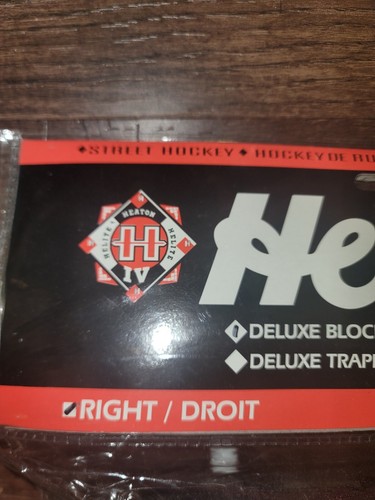 STREET HOCKEY ◆ HOCKEY DE RU
HEATON
HELITE
HELITE
H
IV
He
DELUXE BLOC
DELUXE TRAP
RIGHT / DROIT